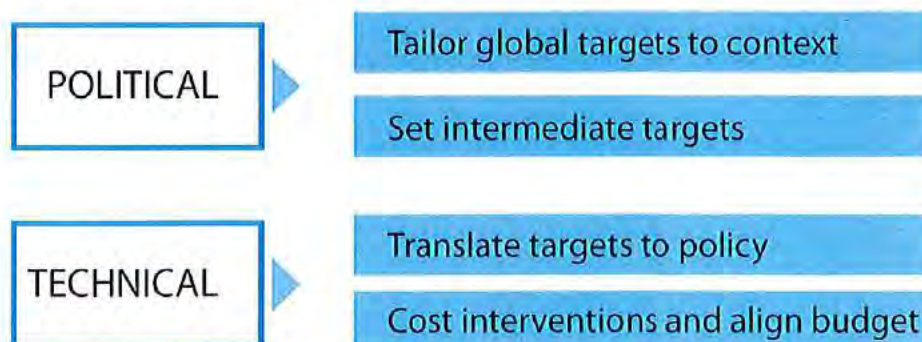 POLITICAL
Tailor global targets to context
Set intermediate targets
TECHNICAL
Translate targets to policy
Cost interventions and align budget